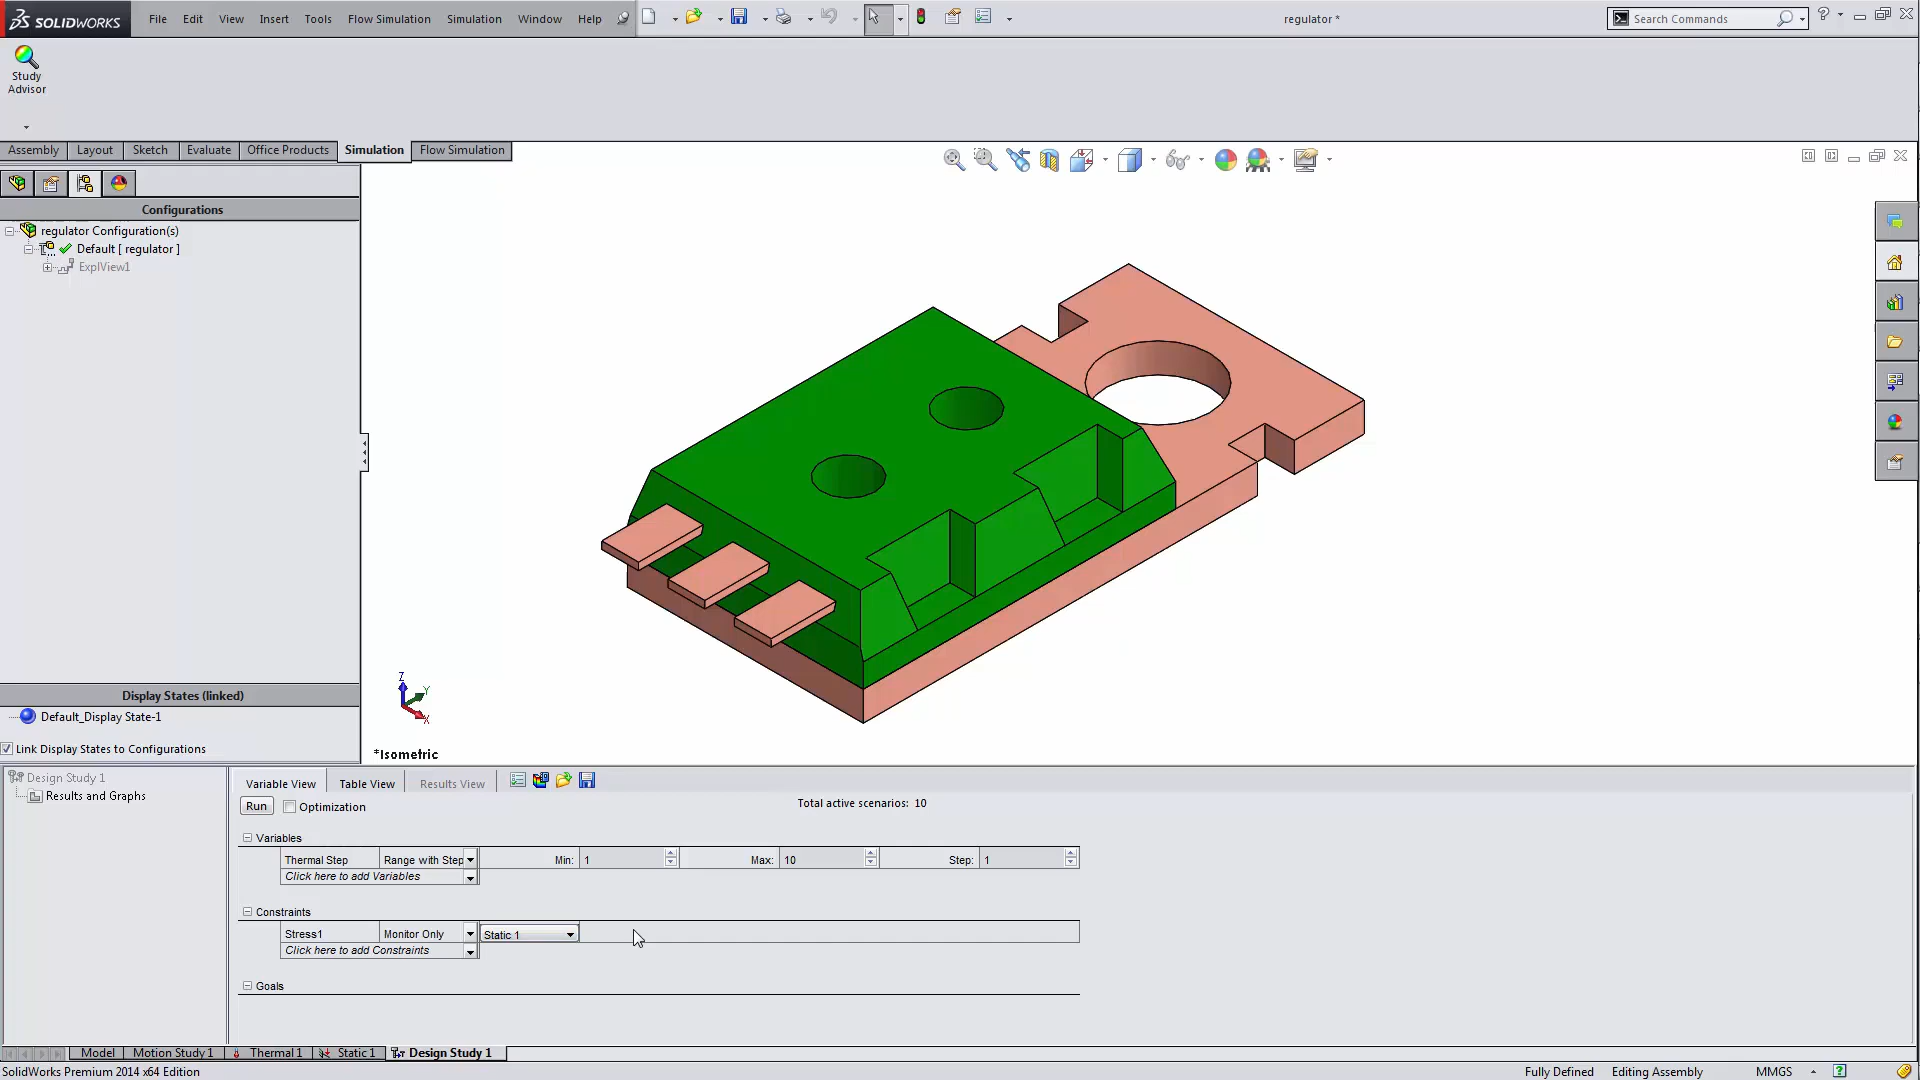 SOLIDWORKS File Edit View Insert Tools Flow Simulation Simulation Window Help regulator * Search Commands
Study
Advisor
Assembly Layout Sketch Evaluate Office Products Simulation Flow Simulation
Configurations
regulator Configuration(s)
Default [ regulator ]
ExplView1
Z
Y
X
Display States (linked)
Default_Display State-1
Link Display States to Configurations
*Isometric
Design Study 1
Results and Graphs
Variable View Table View Results View
Run Optimization Total active scenarios: 10
Variables
Thermal Step Range with Step Min: 1 Max: 10 Step: 1
Click here to add Variables
Constraints
Stress1 Monitor Only Static 1
Click here to add Constraints
Goals
Model Motion Study 1 Thermal 1 Static 1 Design Study 1
SolidWorks Premium 2014 x64 Edition Fully Defined Editing Assembly MMGS